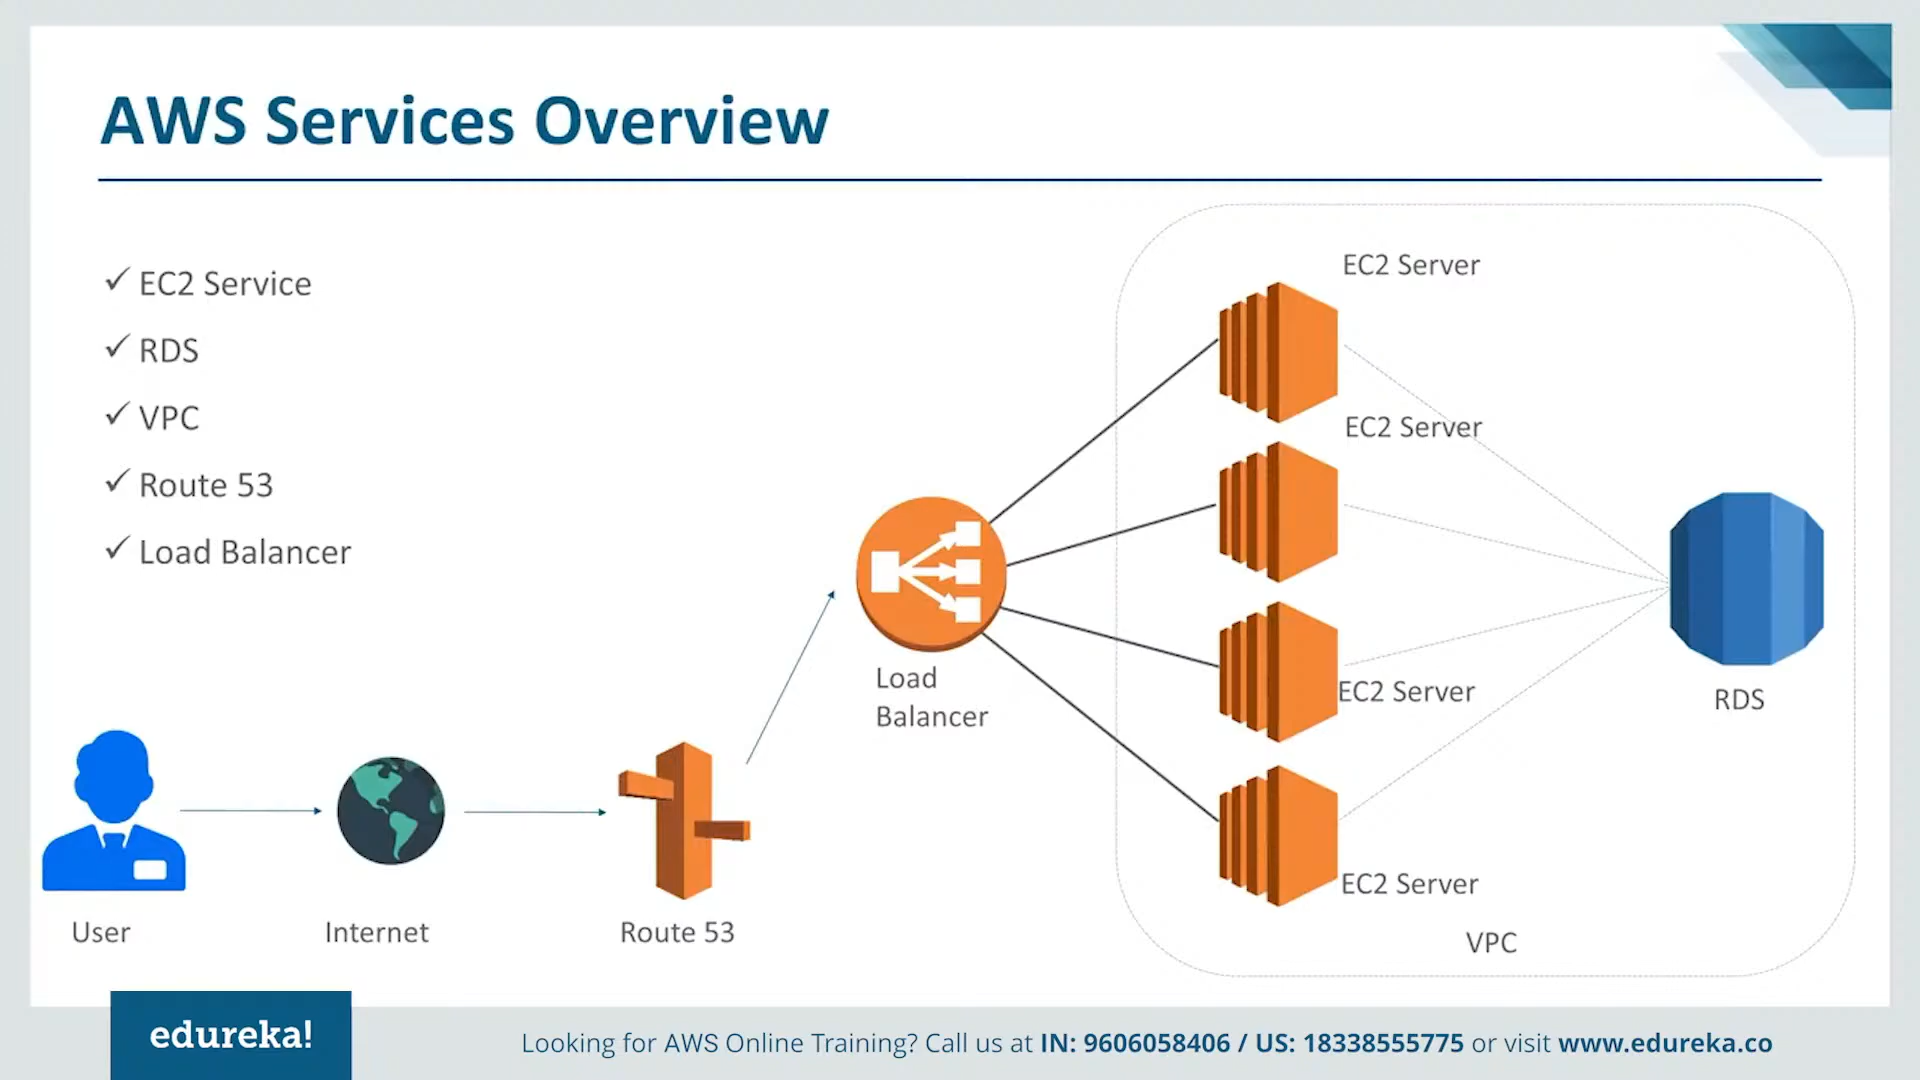 AWS Services Overview
✓ EC2 Service
✓ RDS
✓ VPC
✓ Route 53
✓ Load Balancer
EC2 Server
EC2 Server
EC2 Server
EC2 Server
RDS
VPC
Load
Balancer
User
Internet
Route 53
edureka!
Looking for AWS Online Training? Call us at IN: 9606058406 / US: 18338555775 or visit www.edureka.co